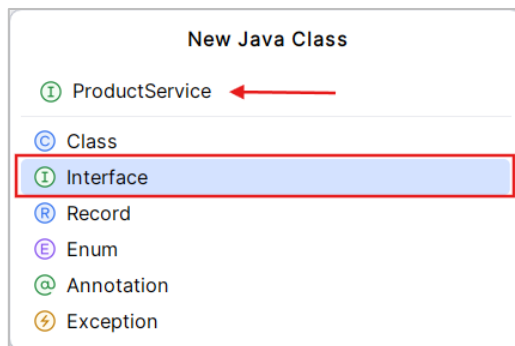 New Java Class
I ProductService
C Class
I Interface
R Record
E Enum
@ Annotation
Exception